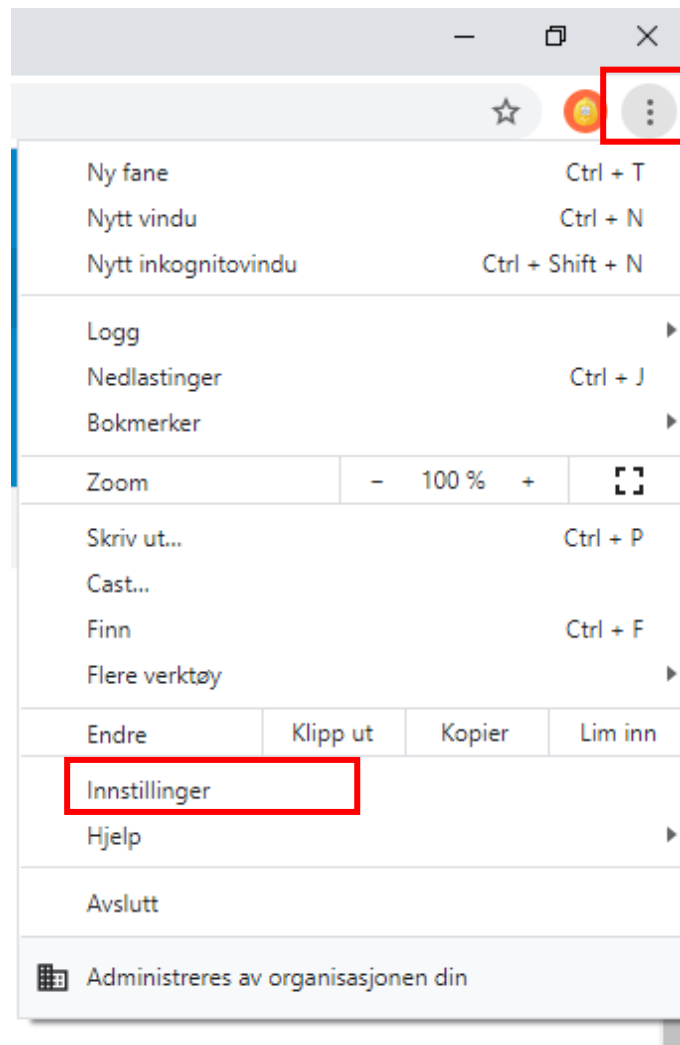 Ny fane Ctrl + T
Nytt vindu Ctrl + N
Nytt inkognitovindu Ctrl + Shift + N
Logg
Nedlastinger Ctrl + J
Bokmerker
Zoom - 100 % +
Skriv ut... Ctrl + P
Cast...
Finn Ctrl + F
Flere verktøy
Endre Klipp ut Kopier Lim inn
Innstillinger
Hjelp
Avslutt
Administreres av organisasjonen din